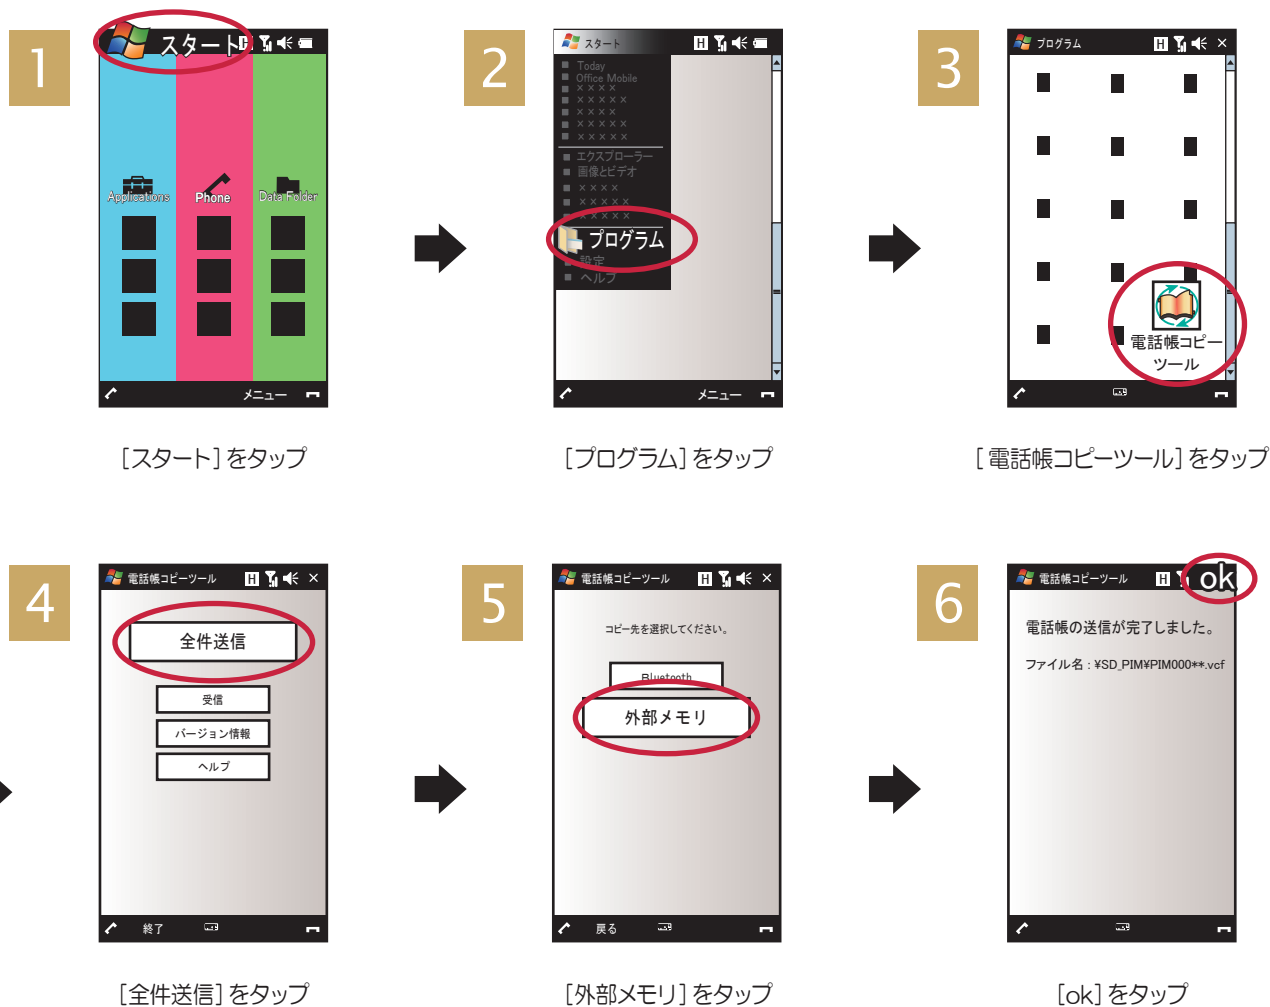 1
スタート
Applications
Phone
Data Folder
メニュー
[スタート]をタップ
2
スタート
Today
Office Mobile
××××
×××××
××××
×××××
×××××
エクスプローラー
画像とビデオ
××××
×××××
×××××
プログラム
設定
ヘルプ
メニュー
[プログラム]をタップ
3
プログラム
電話帳コピー
ツール
[電話帳コピーツール]をタップ
4
電話帳コピーツール
全件送信
受信
バージョン情報
ヘルプ
終了
[全件送信]をタップ
5
電話帳コピーツール
コピー先を選択してください。
Bluetooth
外部メモリ
戻る
[外部メモリ]をタップ
6
電話帳コピーツール
ok
電話帳の送信が完了しました。
ファイル名：¥SD_PIM¥PIM000**.vcf
[ok]をタップ